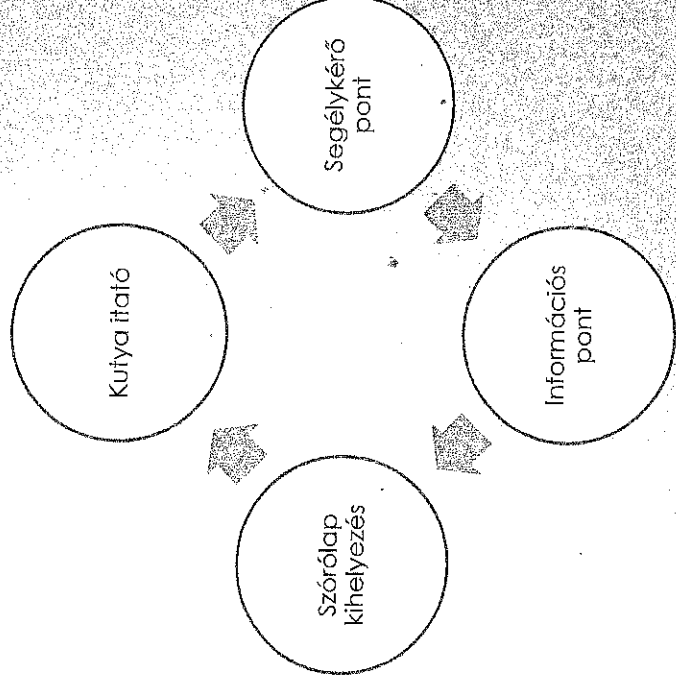 Kutya itató
Segélykérő
pont
Információs
pont
Szórólap
kihelyezés